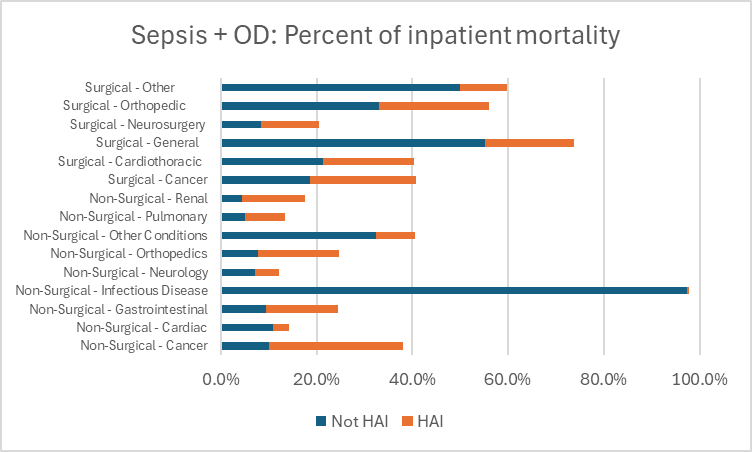 Sepsis + OD: Percent of inpatient mortality
Surgical - Other
Surgical - Orthopedic
Surgical - Neurosurgery
Surgical - General
Surgical - Cardiothoracic
Surgical - Cancer
Non-Surgical - Renal
Non-Surgical - Pulmonary
Non-Surgical - Other Conditions
Non-Surgical - Orthopedics
Non-Surgical - Neurology
Non-Surgical - Infectious Disease
Non-Surgical - Gastrointestinal
Non-Surgical - Cardiac
Non-Surgical - Cancer
0.0% 20.0% 40.0% 60.0% 80.0% 100.0%
Not HAI HAI